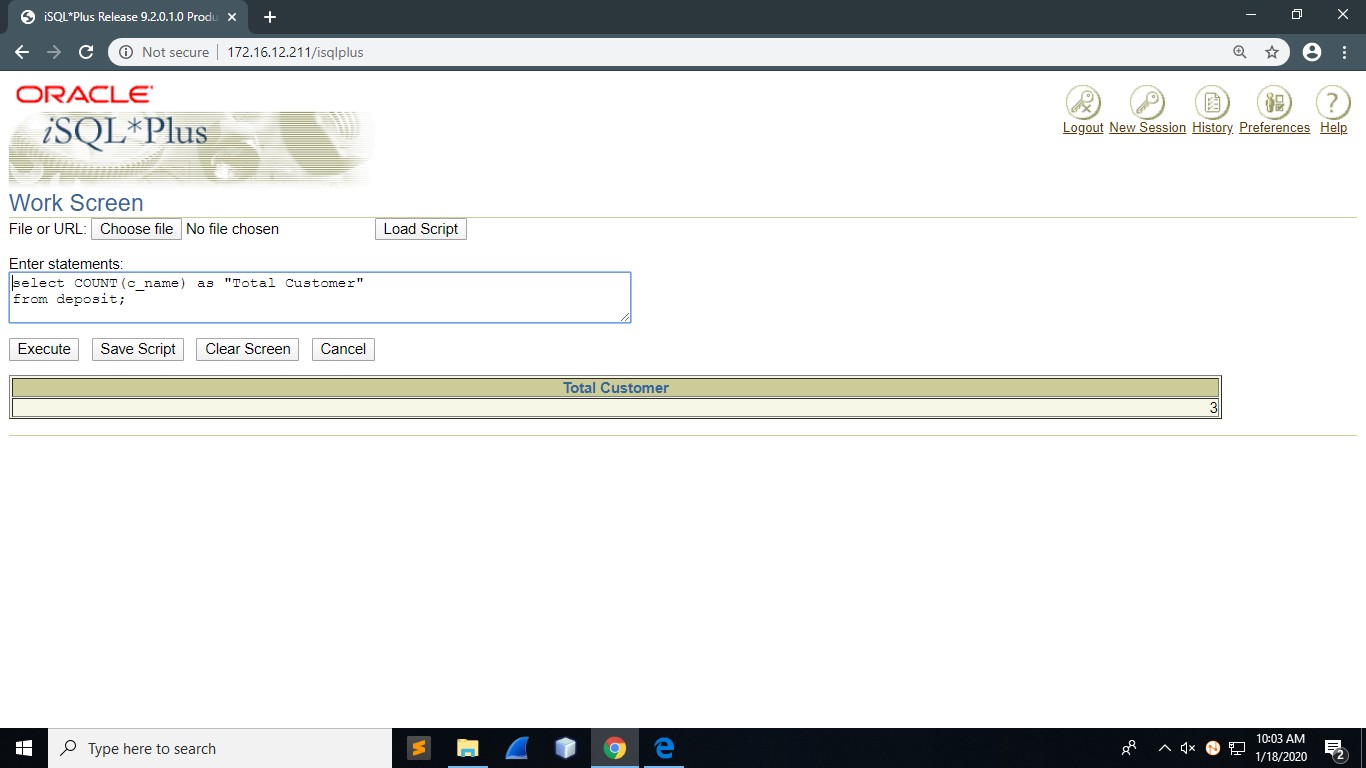 iSQL*Plus Release 9.2.0.1.0 Produ
Not secure 172.16.12.211/isqlplus
ORACLE
iSQL*Plus
Logout New Session History Preferences Help
Work Screen
File or URL: Choose file No file chosen Load Script
Enter statements:
select COUNT(c_name) as "Total Customer"
from deposit;
Execute Save Script Clear Screen Cancel
Total Customer
3
Type here to search
10:03 AM
1/18/2020
2